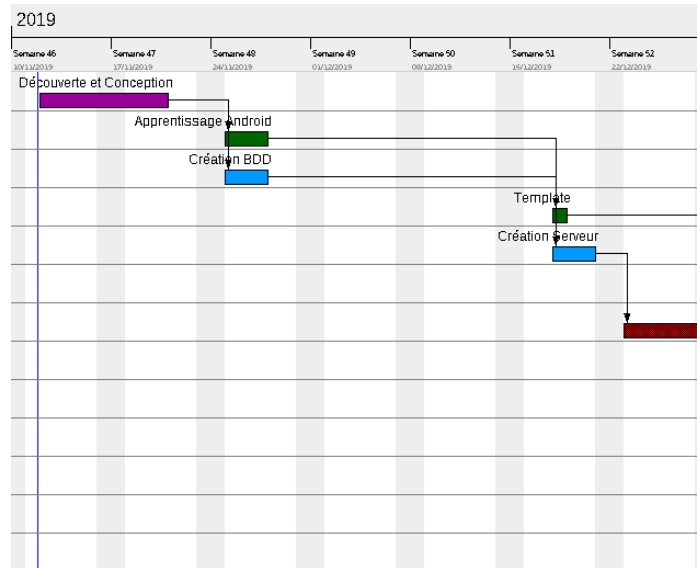 2019
Semaine 46 Semaine 47 Semaine 48 Semaine 49 Semaine 50 Semaine 51 Semaine 52
10/11/2019 17/11/2019 24/11/2019 01/12/2019 08/12/2019 15/12/2019 22/12/2019
Découverte et Conception
Apprentissage Android
Création BDD
Template
Création Serveur